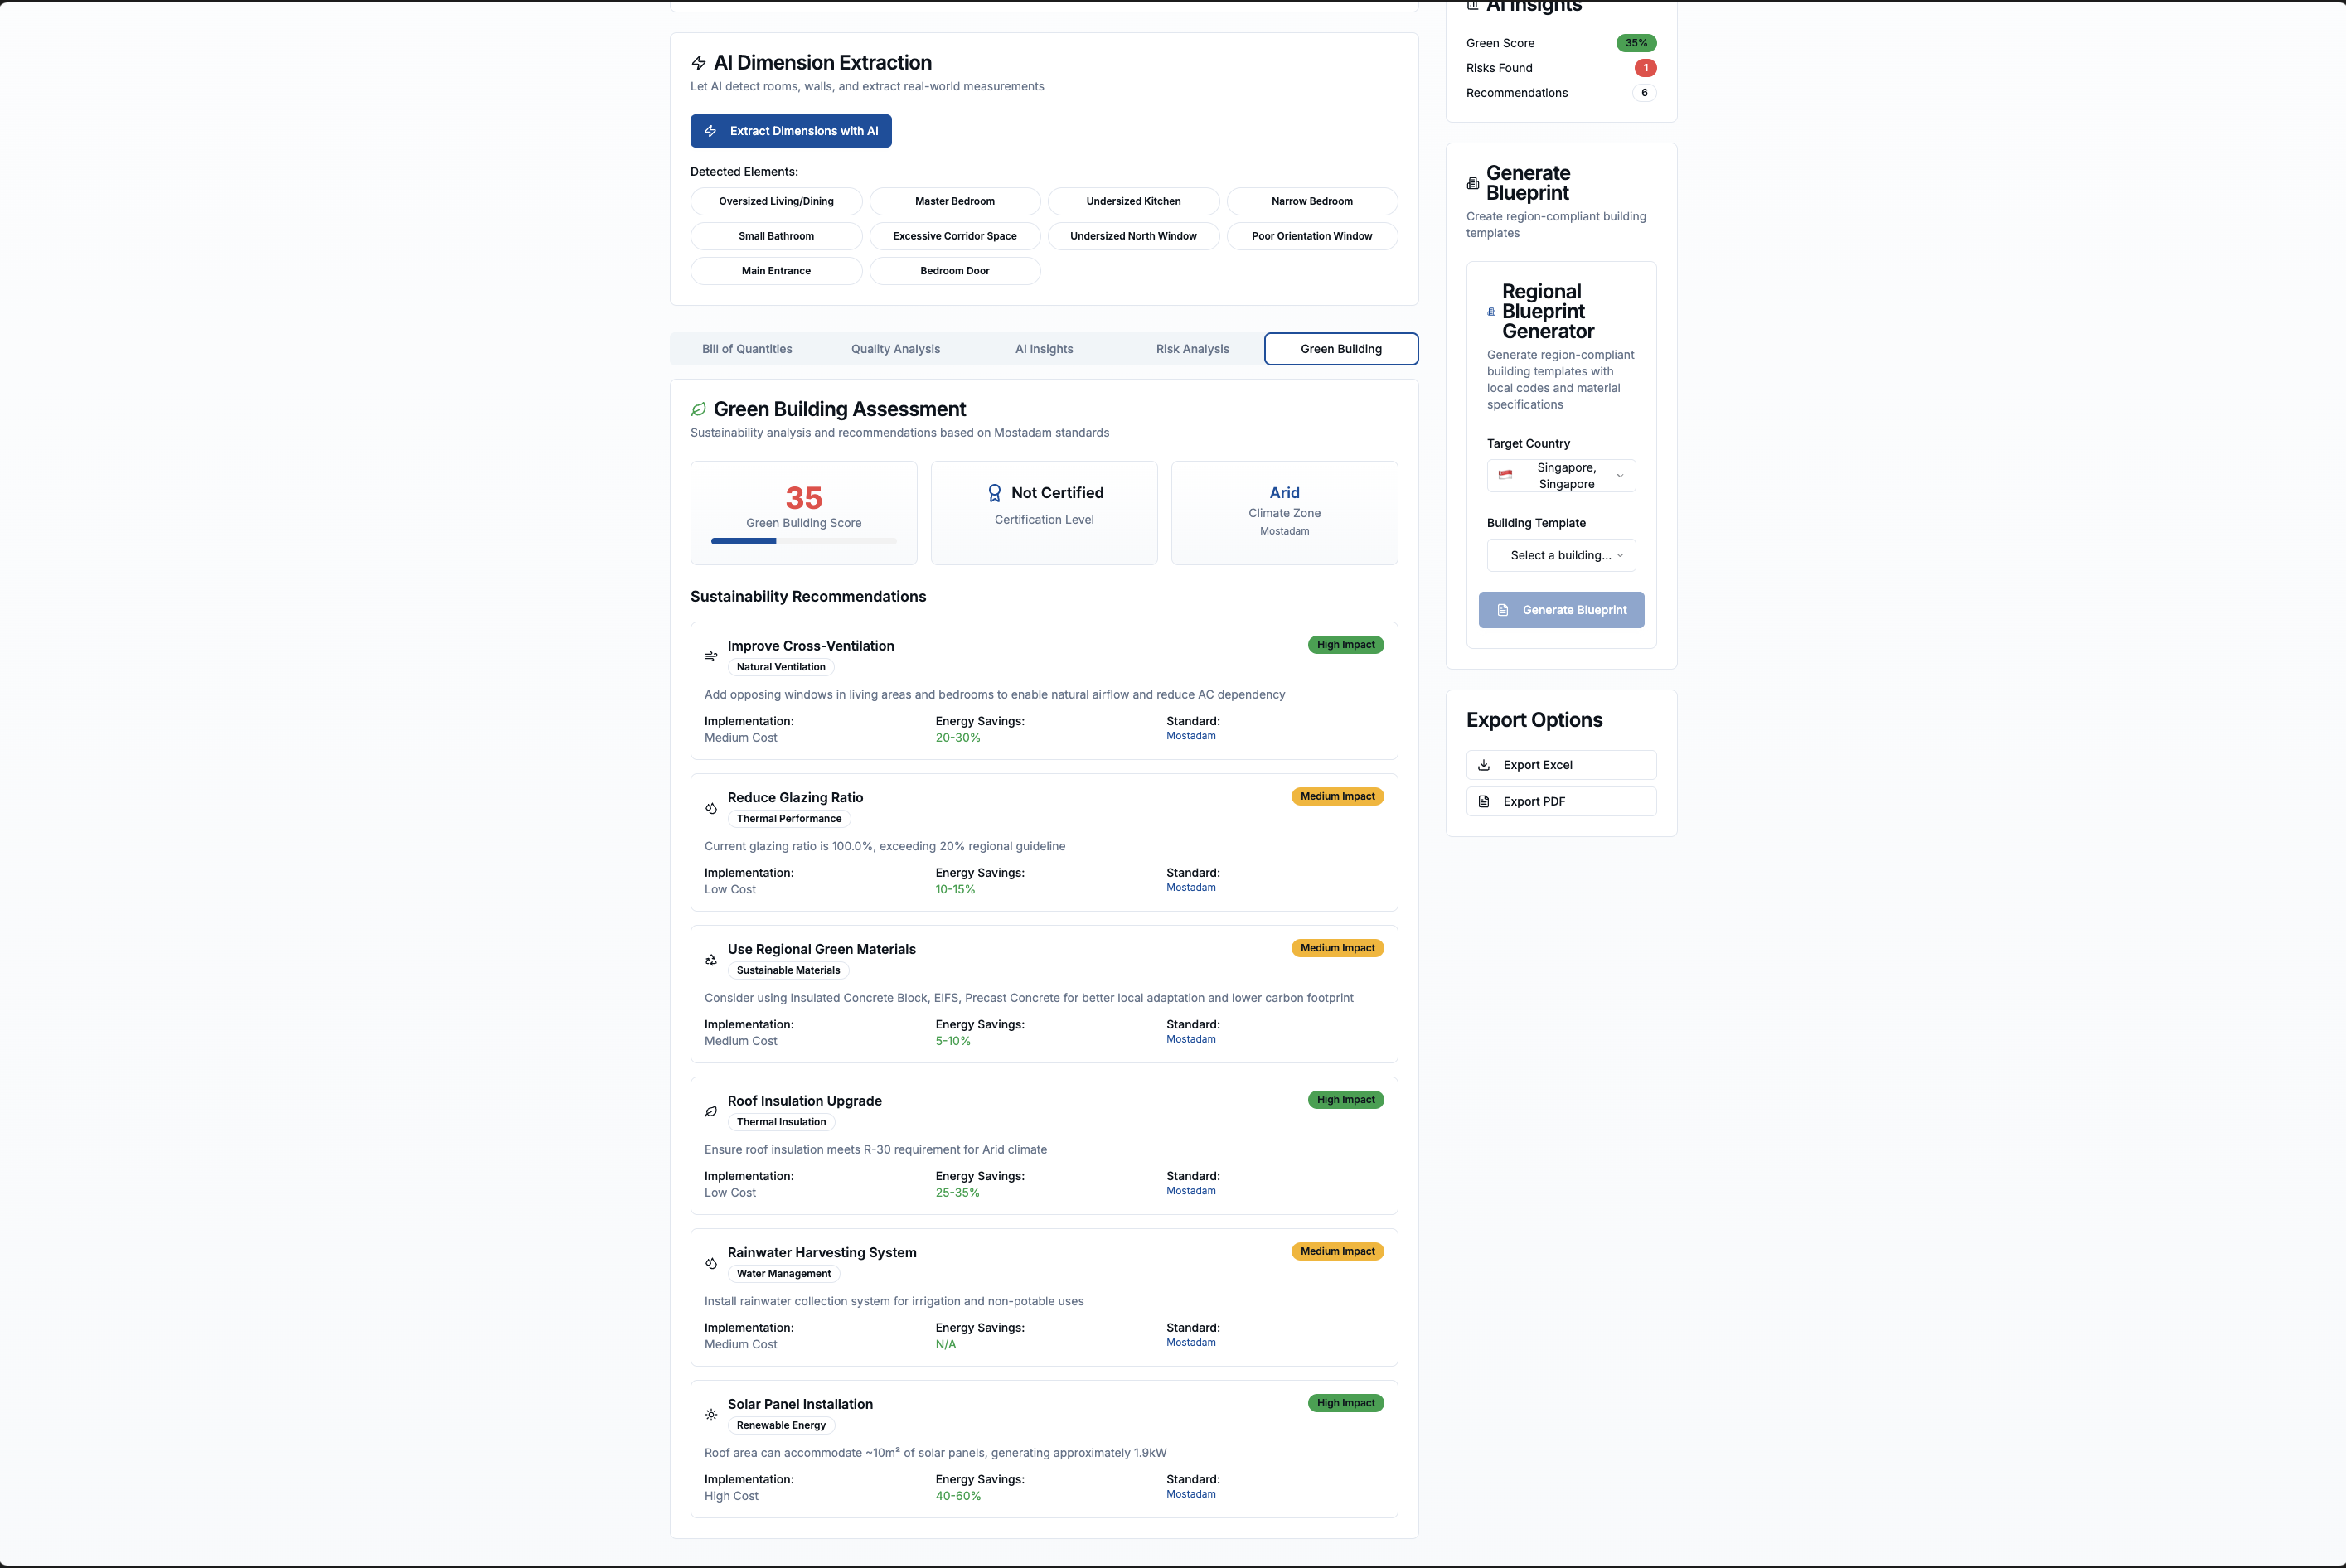 AI Dimension Extraction
Let AI detect rooms, walls, and extract real-world measurements
Extract Dimensions with AI
Detected Elements:
Oversized Living/Dining
Master Bedroom
Undersized Kitchen
Narrow Bedroom
Small Bathroom
Excessive Corridor Space
Undersized North Window
Poor Orientation Window
Main Entrance
Bedroom Door
Bill of Quantities
Quality Analysis
AI Insights
Risk Analysis
Green Building
Green Building Assessment
Sustainability analysis and recommendations based on Mostadam standards
35
Green Building Score
Not Certified
Certification Level
Arid
Climate Zone
Mostadam
Sustainability Recommendations
Improve Cross-Ventilation
High Impact
Natural Ventilation
Add opposing windows in living areas and bedrooms to enable natural airflow and reduce AC dependency
Implementation:
Medium Cost
Energy Savings:
20-30%
Standard:
Mostadam
Reduce Glazing Ratio
Medium Impact
Thermal Performance
Current glazing ratio is 100.0%, exceeding 20% regional guideline
Implementation:
Low Cost
Energy Savings:
10-15%
Standard:
Mostadam
Use Regional Green Materials
Medium Impact
Sustainable Materials
Consider using Insulated Concrete Block, EIFS, Precast Concrete for better local adaptation and lower carbon footprint
Implementation:
Medium Cost
Energy Savings:
5-10%
Standard:
Mostadam
Roof Insulation Upgrade
High Impact
Thermal Insulation
Ensure roof insulation meets R-30 requirement for Arid climate
Implementation:
Low Cost
Energy Savings:
25-35%
Standard:
Mostadam
Rainwater Harvesting System
Medium Impact
Water Management
Install rainwater collection system for irrigation and non-potable uses
Implementation:
Medium Cost
Energy Savings:
N/A
Standard:
Mostadam
Solar Panel Installation
High Impact
Renewable Energy
Roof area can accommodate ~10m² of solar panels, generating approximately 1.9kW
Implementation:
High Cost
Energy Savings:
40-60%
Standard:
Mostadam
AI Insights
Green Score
35%
Risks Found
1
Recommendations
6
Generate
Blueprint
Create region-compliant building
templates
Regional
Blueprint
Generator
Generate region-compliant
building templates with
local codes and material
specifications
Target Country
Singapore,
Singapore
Building Template
Select a building...
Generate Blueprint
Export Options
Export Excel
Export PDF